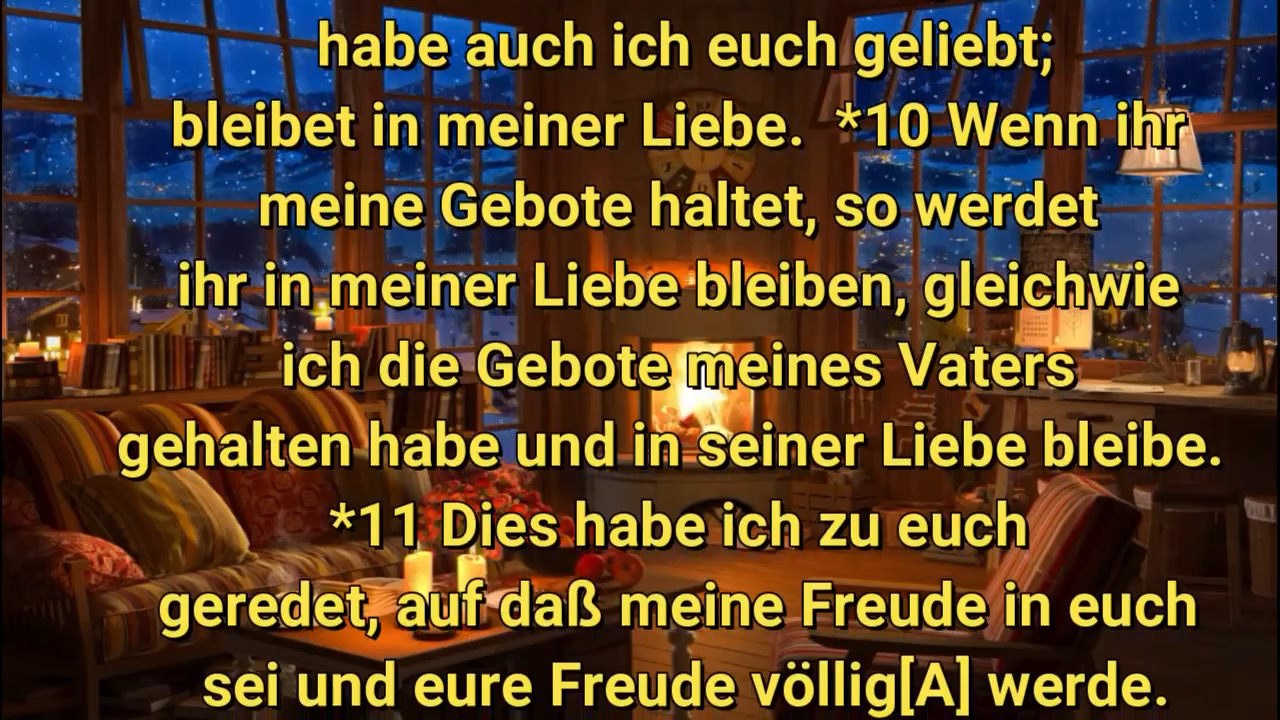 habe auch ich euch geliebt;
bleibet in meiner Liebe.  *10 Wenn ihr
meine Gebote haltet, so werdet
ihr in meiner Liebe bleiben, gleichwie
ich die Gebote meines Vaters
gehalten habe und in seiner Liebe bleibe.
*11 Dies habe ich zu euch
geredet, auf daß meine Freude in euch
sei und eure Freude völlig[A] werde.